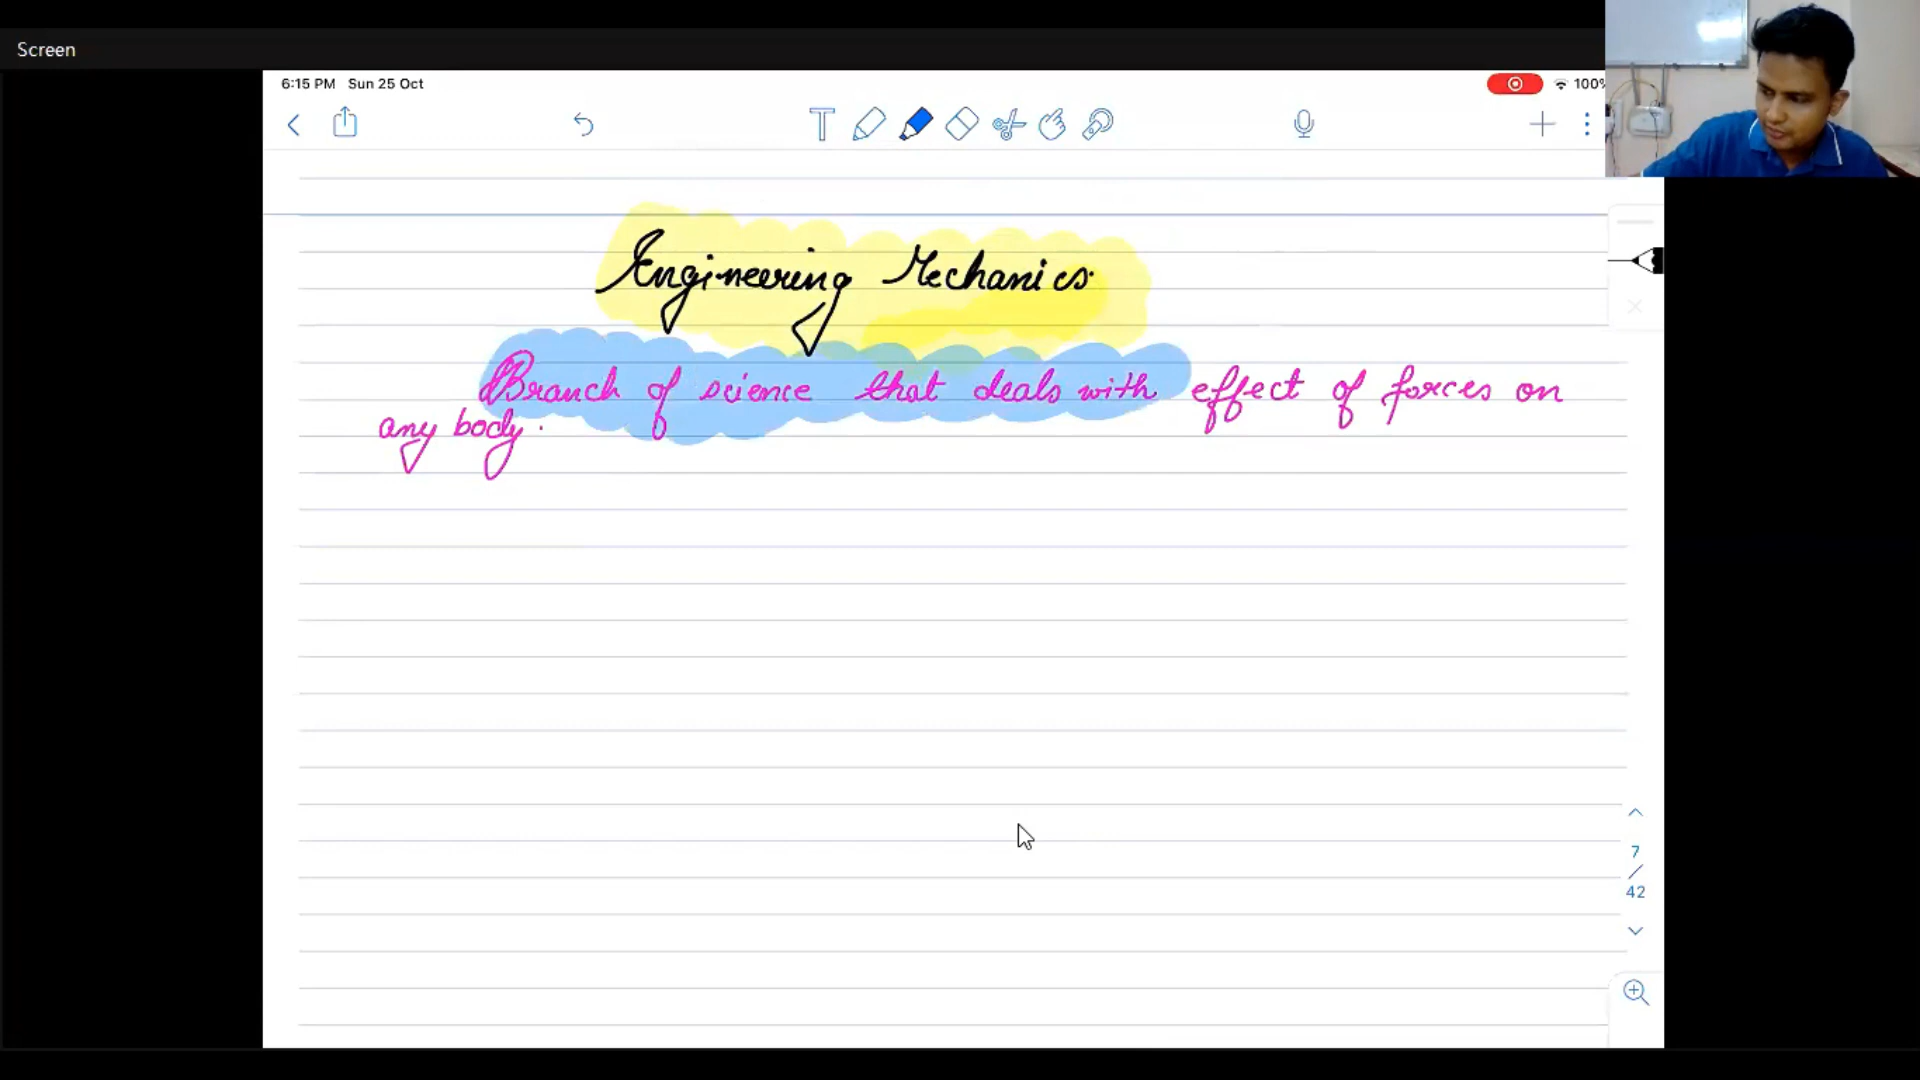 Screen
6:15 PM Sun 25 Oct
100%
T
Engineering Mechanics.
Branch of science that deals with effect of forces on
any body.
7
/
42